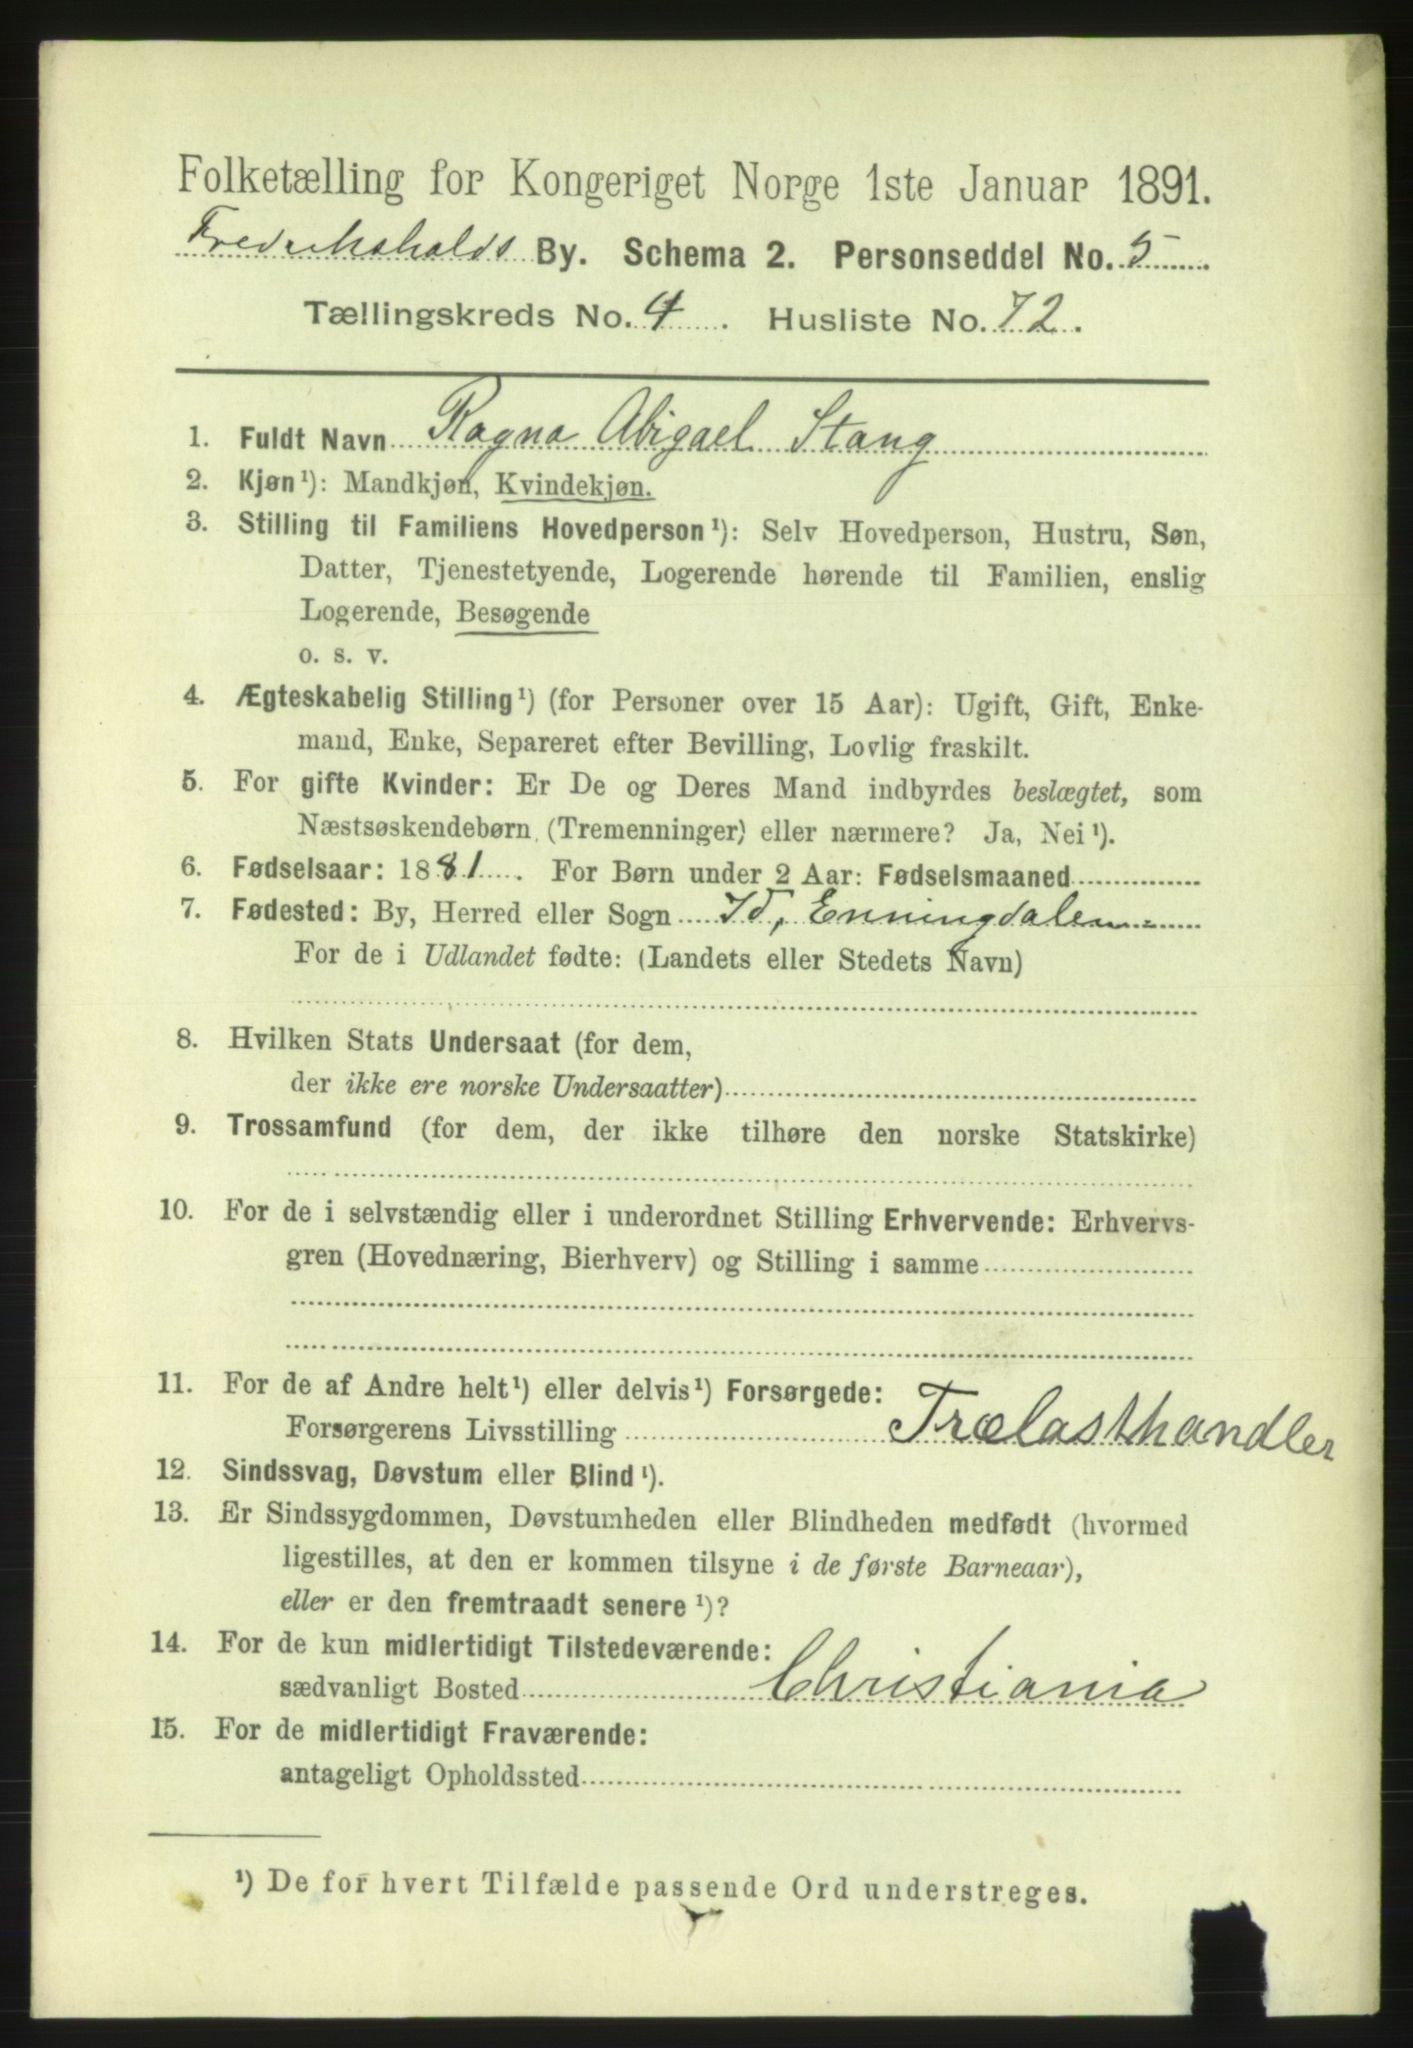 Folketælling for Kongeriget Norge 1ste Januar 1891.
Fredrikshalds By. Schema 2. Personseddel No. 5
Tællingskreds No. 4. Husliste No. 72.
1. Fuldt Navn Ragna Abigael Stang
2. Kjøn¹): Mandkjøn, Kvindekjøn.
3. Stilling til Familiens Hovedperson¹): Selv Hovedperson, Hustru, Søn,
Datter, Tjenestetyende, Logerende hørende til Familien, enslig
Logerende, Besøgende
o. s. v.
4. Ægteskabelig Stilling¹) (for Personer over 15 Aar): Ugift, Gift, Enke-
mand, Enke, Separeret efter Bevilling, Lovlig fraskilt.
5. For gifte Kvinder: Er De og Deres Mand indbyrdes beslægtet, som
Næstsøskendebørn (Tremenninger) eller nærmere? Ja, Nei¹).
6. Fødselsaar: 1881. For Børn under 2 Aar: Fødselsmaaned
7. Fødested: By, Herred eller Sogn Id, Enningdalen
For de i Udlandet fødte: (Landets eller Stedets Navn)
8. Hvilken Stats Undersaat (for dem,
der ikke ere norske Undersaatter)
9. Trossamfund (for dem, der ikke tilhøre den norske Statskirke)
10. For de i selvstændig eller i underordnet Stilling Erhvervende: Erhvervs-
gren (Hovednæring, Bierhverv) og Stilling i samme
11. For de af Andre helt¹) eller delvis¹) Forsørgede:
Forsørgerens Livsstilling Trælasthandler
12. Sindssvag, Døvstum eller Blind¹).
13. Er Sindssygdommen, Døvstumheden eller Blindheden medfødt (hvormed
ligestilles, at den er kommen tilsyne i de første Barneaar),
eller er den fremtraadt senere¹)?
14. For de kun midlertidigt Tilstedeværende:
sædvanligt Bosted Christiania
15. For de midlertidigt Fraværende:
antageligt Opholdssted
¹) De for hvert Tilfælde passende Ord understreges.